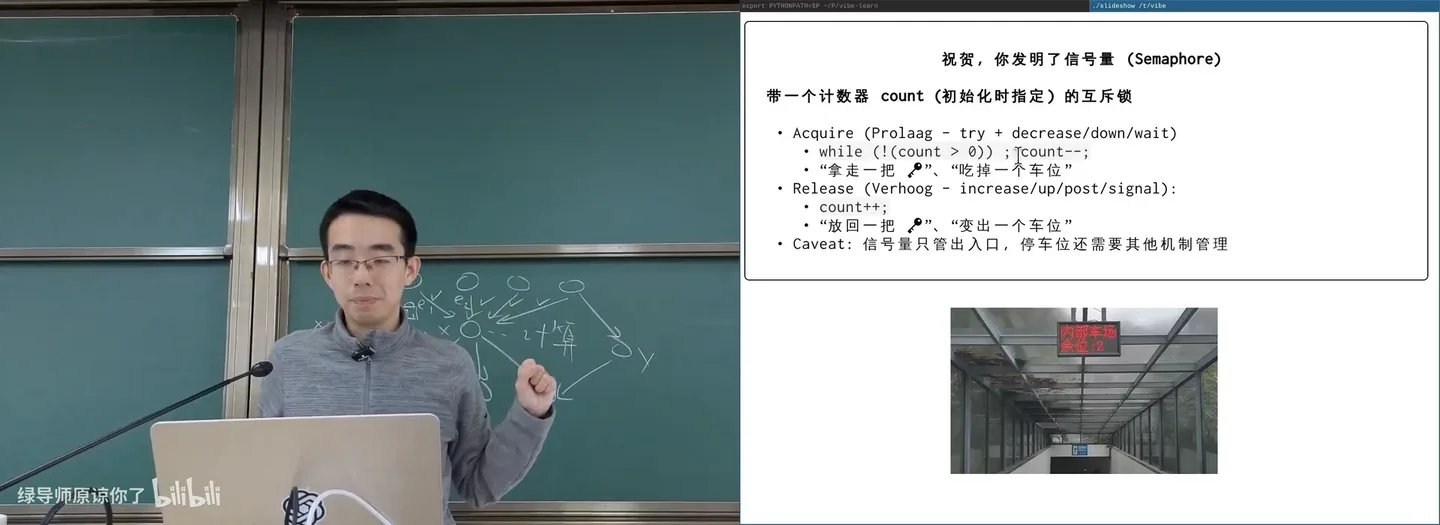 export PYTHONPATH=$P ~/P/vibe-learn
./slideshow /t/vibe
祝贺，你发明了信号量 (Semaphore)
带一个计数器 count (初始化时指定) 的互斥锁
• Acquire (Prolaag - try + decrease/down/wait)
• while (!(count > 0)) ; count--;
• “拿走一把 🔑”、“吃掉一个车位”
• Release (Verhoog - increase/up/post/signal):
• count++;
• “放回一把 🔑”、“变出一个车位”
• Caveat: 信号量只管出入口，停车位还需要其他机制管理
内部车场
余位:2
计算
y
绿导师原谅你了 bilibili